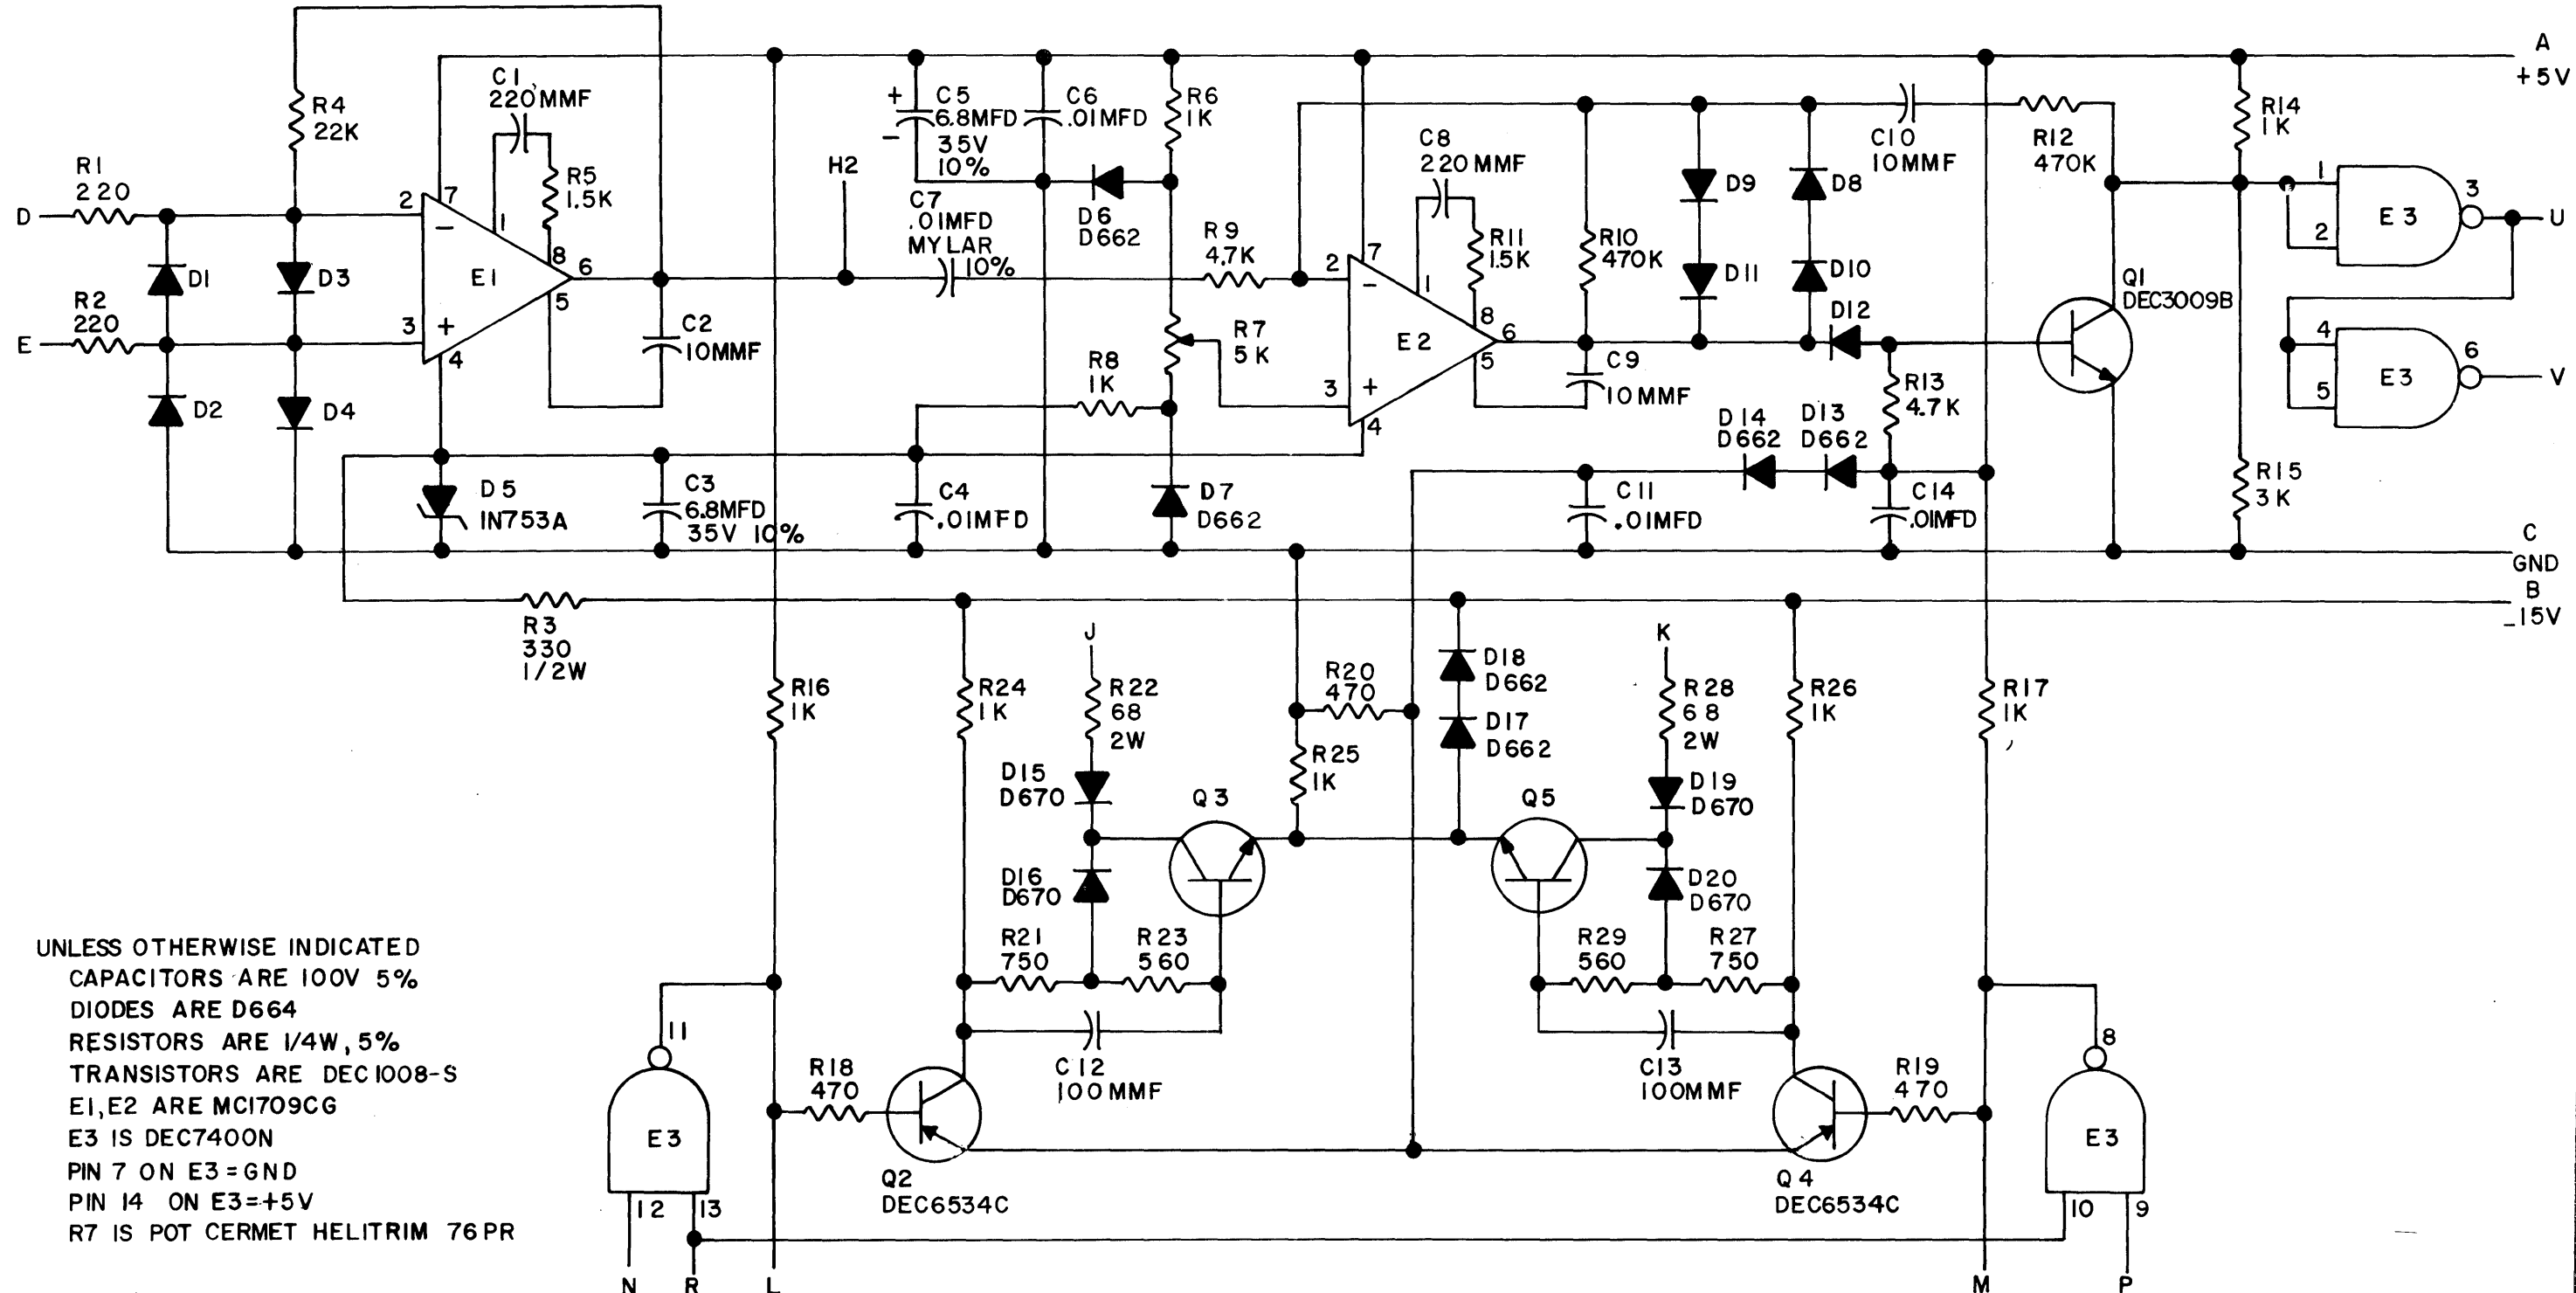 A
+5V
C1
220MMF
R4
22K
R5
1.5K
R1
220
D
R2
220
E
D1
D2
D3
D4
2
7
1
8
6
5
3
4
−
+
E1
C2
10MMF
H2
+
−
C5
6.8MFD
35V
10%
C6
.01MFD
R6
1K
C7
.01MFD
MYLAR
10%
D6
D662
R9
4.7K
R7
5K
R8
1K
C8
220MMF
R11
1.5K
R10
470K
2
7
1
8
6
5
3
4
−
+
E2
C9
10MMF
D9
D11
D8
D10
D12
C10
10MMF
R12
470K
R14
1K
Q1
DEC3009B
R13
4.7K
D14
D662
D13
D662
1
2
3
E3
U
4
5
6
E3
V
R15
3K
D5
IN753A
C3
6.8MFD
35V 10%
C4
.01MFD
D7
D662
C11
.01MFD
C14
.01MFD
C
GND
B
-15V
R3
330
1/2W
R16
1K
R24
1K
J
R22
68
2W
D15
D670
D16
D670
Q3
R20
470
R25
1K
D18
D662
D17
D662
Q5
K
R28
68
2W
D19
D670
D20
D670
R26
1K
R17
1K
R21
750
R23
560
R29
560
R27
750
C12
100MMF
C13
100MMF
R18
470
R19
470
Q2
DEC6534C
Q4
DEC6534C
11
E3
12
13
8
E3
10
9
N
R
L
M
P
UNLESS OTHERWISE INDICATED
CAPACITORS ARE 100V 5%
DIODES ARE D664
RESISTORS ARE 1/4W, 5%
TRANSISTORS ARE DEC1008-S
E1,E2 ARE MC1709CG
E3 IS DEC7400N
PIN 7 ON E3=GND
PIN 14 ON E3=+5V
R7 IS POT CERMET HELITRIM 76PR